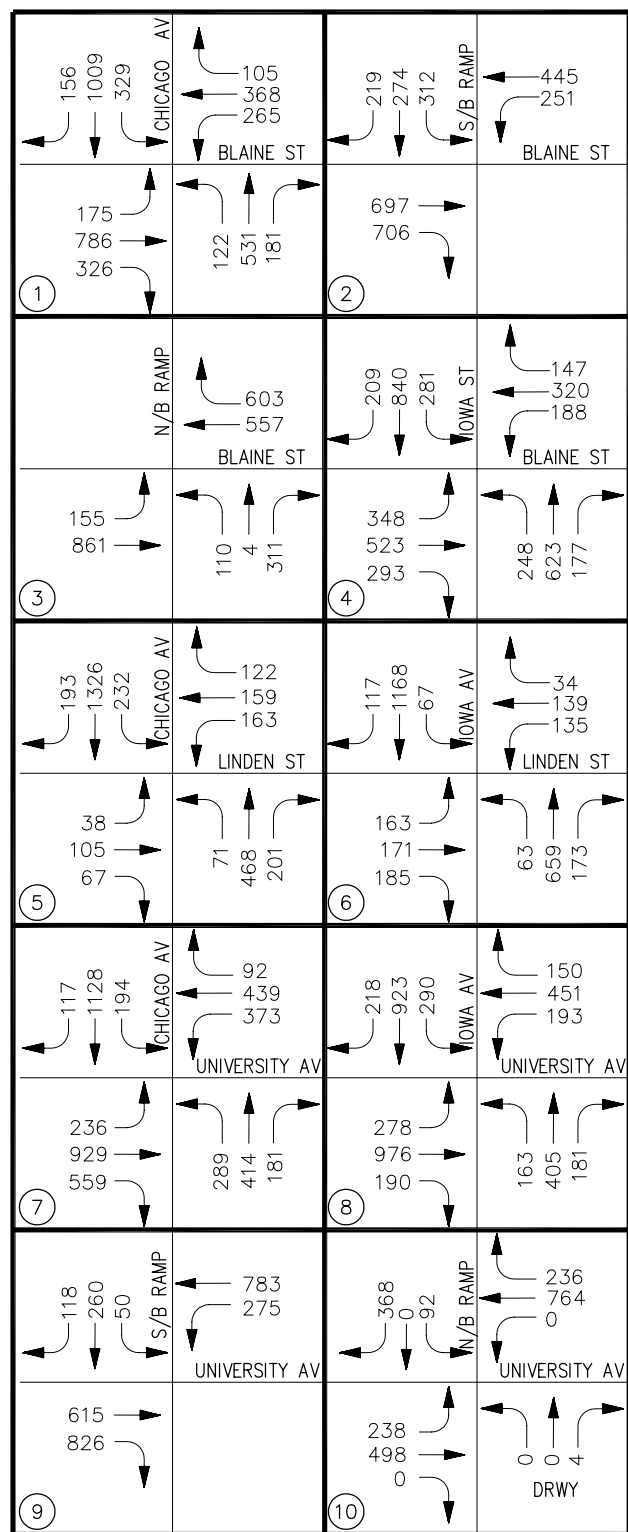 156 1009 329
CHICAGO AV
105
368
265
BLAINE ST
175
786
326
122 531 181
1
219 274 312
S/B RAMP
445
251
BLAINE ST
697
706
2
N/B RAMP
603
557
BLAINE ST
155
861
110 4 311
3
209 840 281
IOWA ST
147
320
188
BLAINE ST
348
523
293
248 623 177
4
193 1326 232
CHICAGO AV
122
159
163
LINDEN ST
38
105
67
71 468 201
5
117 1168 67
IOWA AV
34
139
135
LINDEN ST
163
171
185
63 659 173
6
117 1128 194
CHICAGO AV
92
439
373
UNIVERSITY AV
236
929
559
289 414 181
7
218 923 290
IOWA AV
150
451
193
UNIVERSITY AV
278
976
190
163 405 181
8
118 260 50
S/B RAMP
783
275
UNIVERSITY AV
615
826
9
368 0 92
N/B RAMP
236
764
0
UNIVERSITY AV
238
498
0
0 0 4
DRWY
10